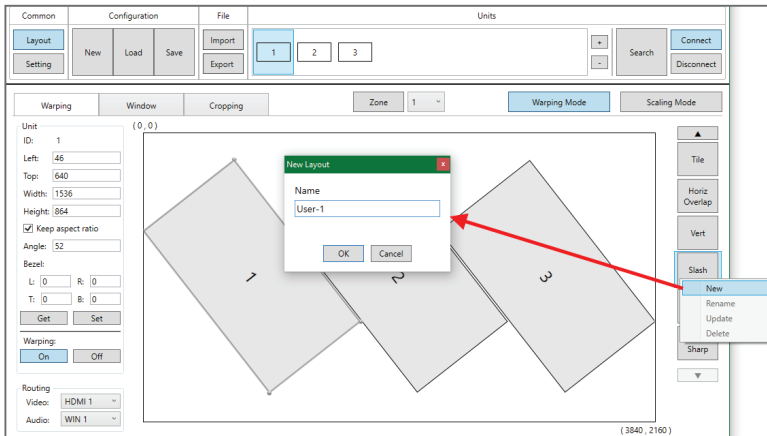 Common Configuration File Units
Layout New Load Save Import 1 2 3 + Search Connect
Setting Export - Disconnect
Warping Window Cropping Zone 1 Warping Mode Scaling Mode
Unit
ID: 1
Left: 46
Top: 640
Width: 1536
Height: 864
Keep aspect ratio
Angle: 52
Bezel:
L: 0 R: 0
T: 0 B: 0
Get Set
Warping:
On Off
Routing
Video: HDMI 1
Audio: WIN 1
( 0 , 0 )
1
2
3
( 3840 , 2160 )
New Layout x
Name
User-1
OK Cancel
▲
Tile
Horiz
Overlap
Vert
Slash
New
Rename
Update
Delete
Sharp
▼